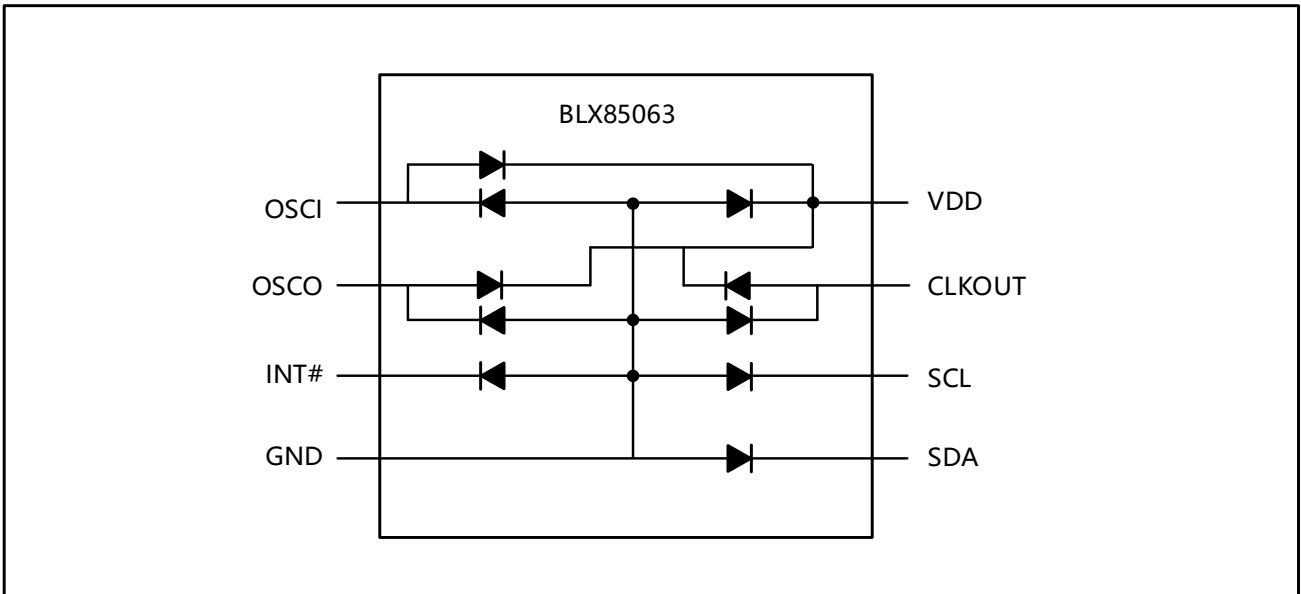 BLX85063
OSCI
VDD
OSCO
CLKOUT
INT#
SCL
GND
SDA